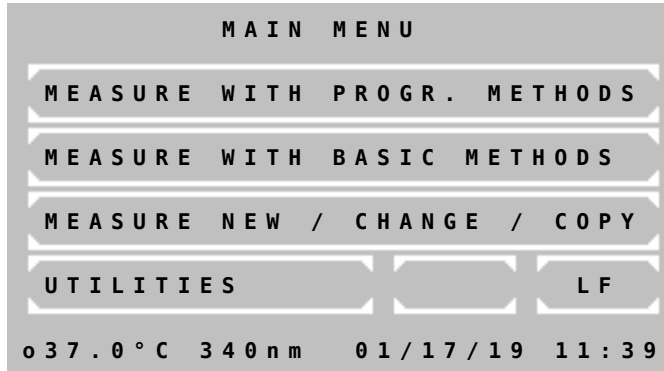 MAIN MENU
MEASURE WITH PROGR. METHODS
MEASURE WITH BASIC METHODS
MEASURE NEW / CHANGE / COPY
UTILITIES LF
o37.0°C 340nm 01/17/19 11:39